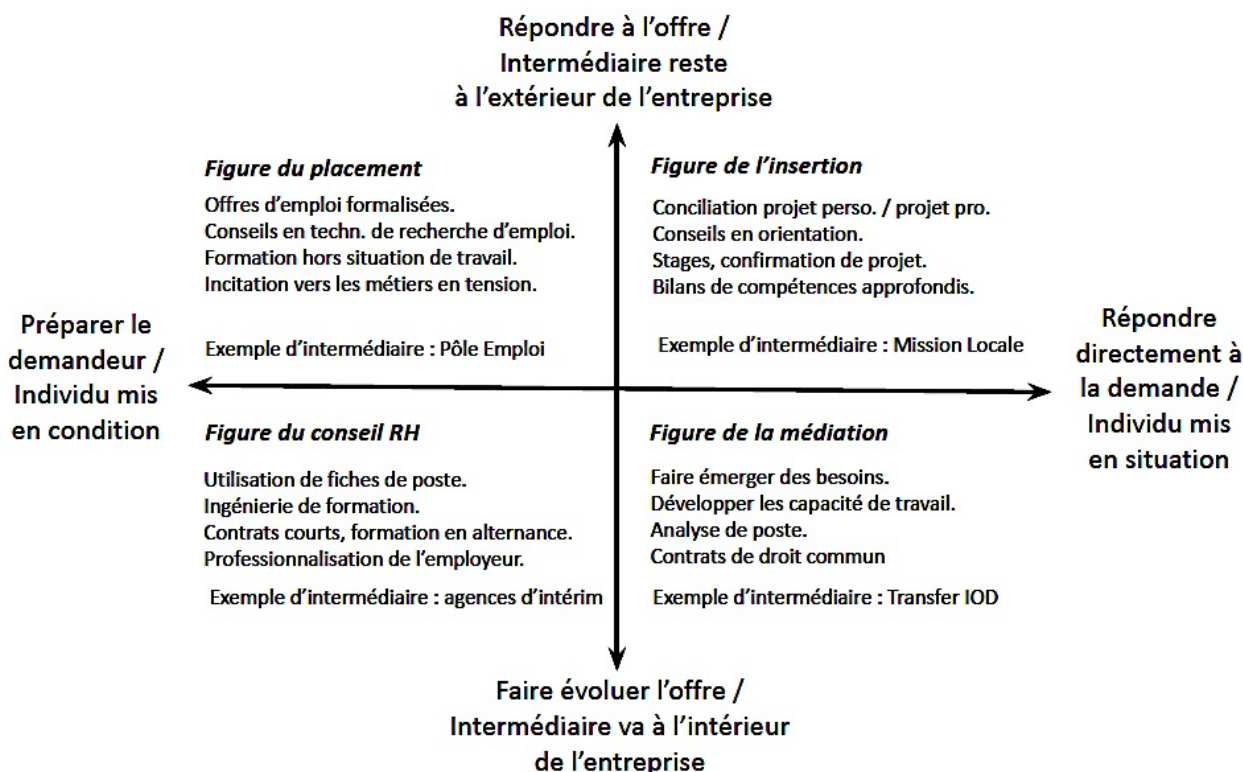 Répondre à l’offre /
Intermédiaire reste
à l’extérieur de l’entreprise
Figure du placement
Offres d’emploi formalisées.
Conseils en techn. de recherche d’emploi.
Formation hors situation de travail.
Incitation vers les métiers en tension.
Exemple d’intermédiaire : Pôle Emploi
Figure de l’insertion
Conciliation projet perso. / projet pro.
Conseils en orientation.
Stages, confirmation de projet.
Bilans de compétences approfondis.
Exemple d’intermédiaire : Mission Locale
Préparer le
demandeur /
Individu mis
en condition
Répondre
directement à
la demande /
Individu mis
en situation
Figure du conseil RH
Utilisation de fiches de poste.
Ingénierie de formation.
Contrats courts, formation en alternance.
Professionnalisation de l’employeur.
Exemple d’intermédiaire : agences d’intérim
Figure de la médiation
Faire émerger des besoins.
Développer les capacité de travail.
Analyse de poste.
Contrats de droit commun
Exemple d’intermédiaire : Transfer IOD
Faire évoluer l’offre /
Intermédiaire va à l’intérieur
de l’entreprise